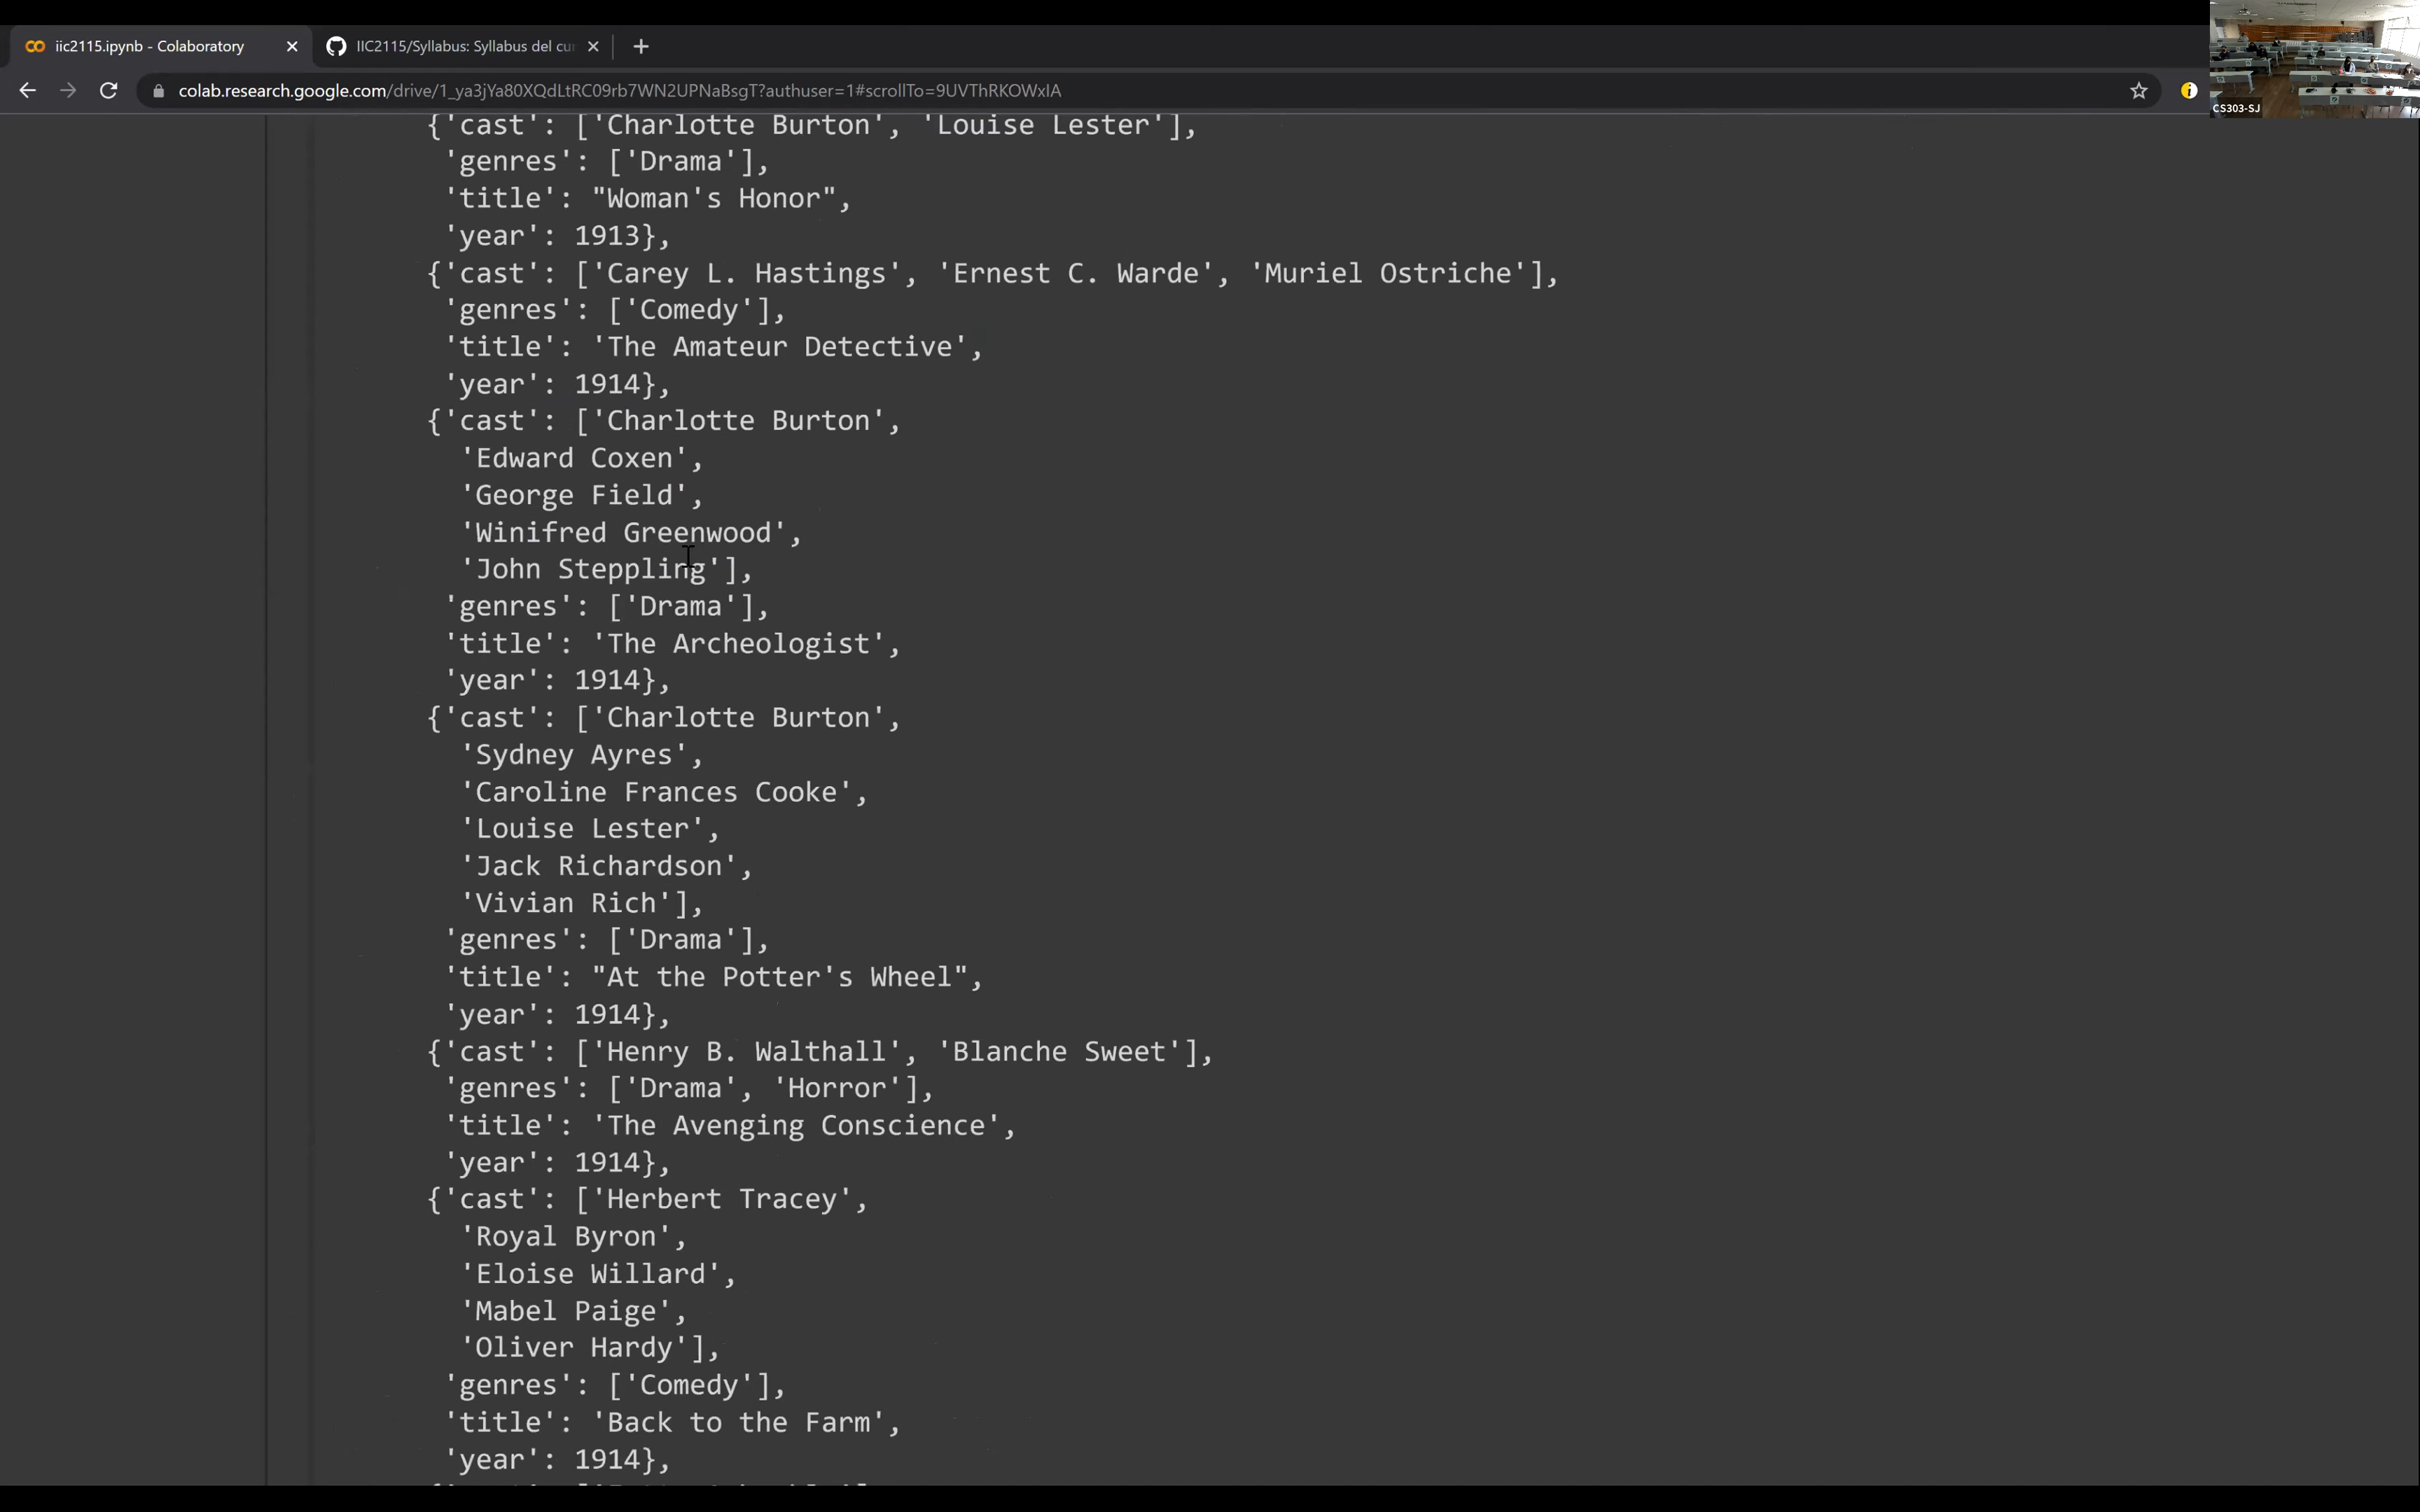 iic2115.ipynb - Colaboratory
IIC2115/Syllabus: Syllabus del cu
colab.research.google.com/drive/1_ya3jYa80XQdLtRC09rb7WN2UPNaBsgT?authuser=1#scrollTo=9UVThRKOWxIA
CS303-SJ
{'cast': ['Charlotte Burton', 'Louise Lester'],
'genres': ['Drama'],
'title': "Woman's Honor",
'year': 1913},
{'cast': ['Carey L. Hastings', 'Ernest C. Warde', 'Muriel Ostriche'],
'genres': ['Comedy'],
'title': 'The Amateur Detective',
'year': 1914},
{'cast': ['Charlotte Burton',
'Edward Coxen',
'George Field',
'Winifred Greenwood',
'John Steppling'],
'genres': ['Drama'],
'title': 'The Archeologist',
'year': 1914},
{'cast': ['Charlotte Burton',
'Sydney Ayres',
'Caroline Frances Cooke',
'Louise Lester',
'Jack Richardson',
'Vivian Rich'],
'genres': ['Drama'],
'title': "At the Potter's Wheel",
'year': 1914},
{'cast': ['Henry B. Walthall', 'Blanche Sweet'],
'genres': ['Drama', 'Horror'],
'title': 'The Avenging Conscience',
'year': 1914},
{'cast': ['Herbert Tracey',
'Royal Byron',
'Eloise Willard',
'Mabel Paige',
'Oliver Hardy'],
'genres': ['Comedy'],
'title': 'Back to the Farm',
'year': 1914},